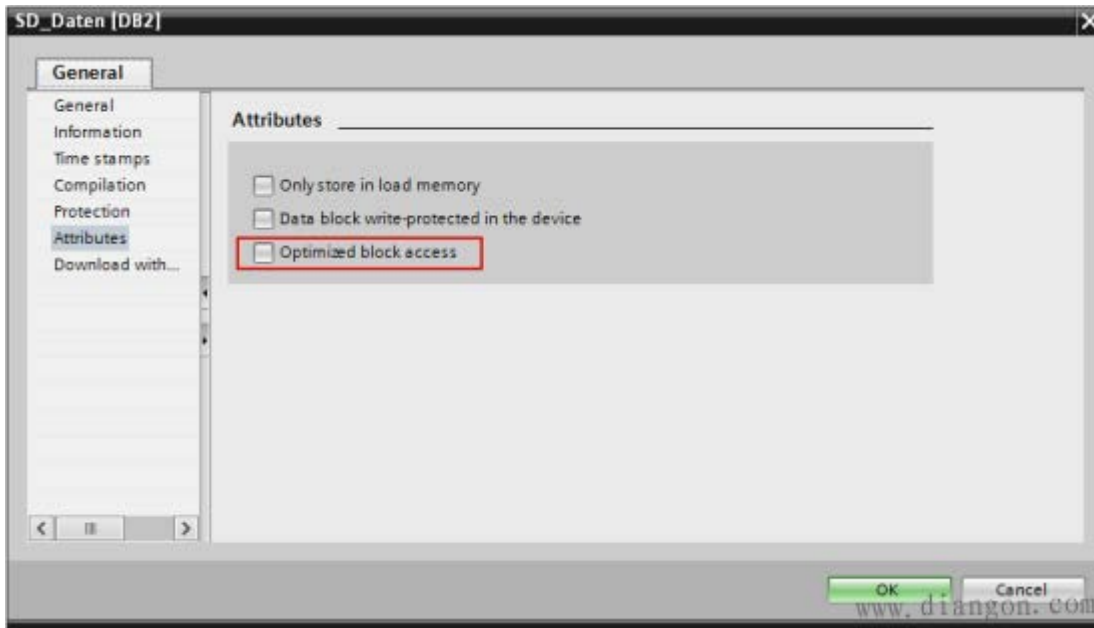 SD_Daten [DB2]
General
General
Information
Time stamps
Compilation
Protection
Attributes
Download with...
Attributes
Only store in load memory
Data block write-protected in the device
Optimized block access
OK
Cancel
www.diangon.com